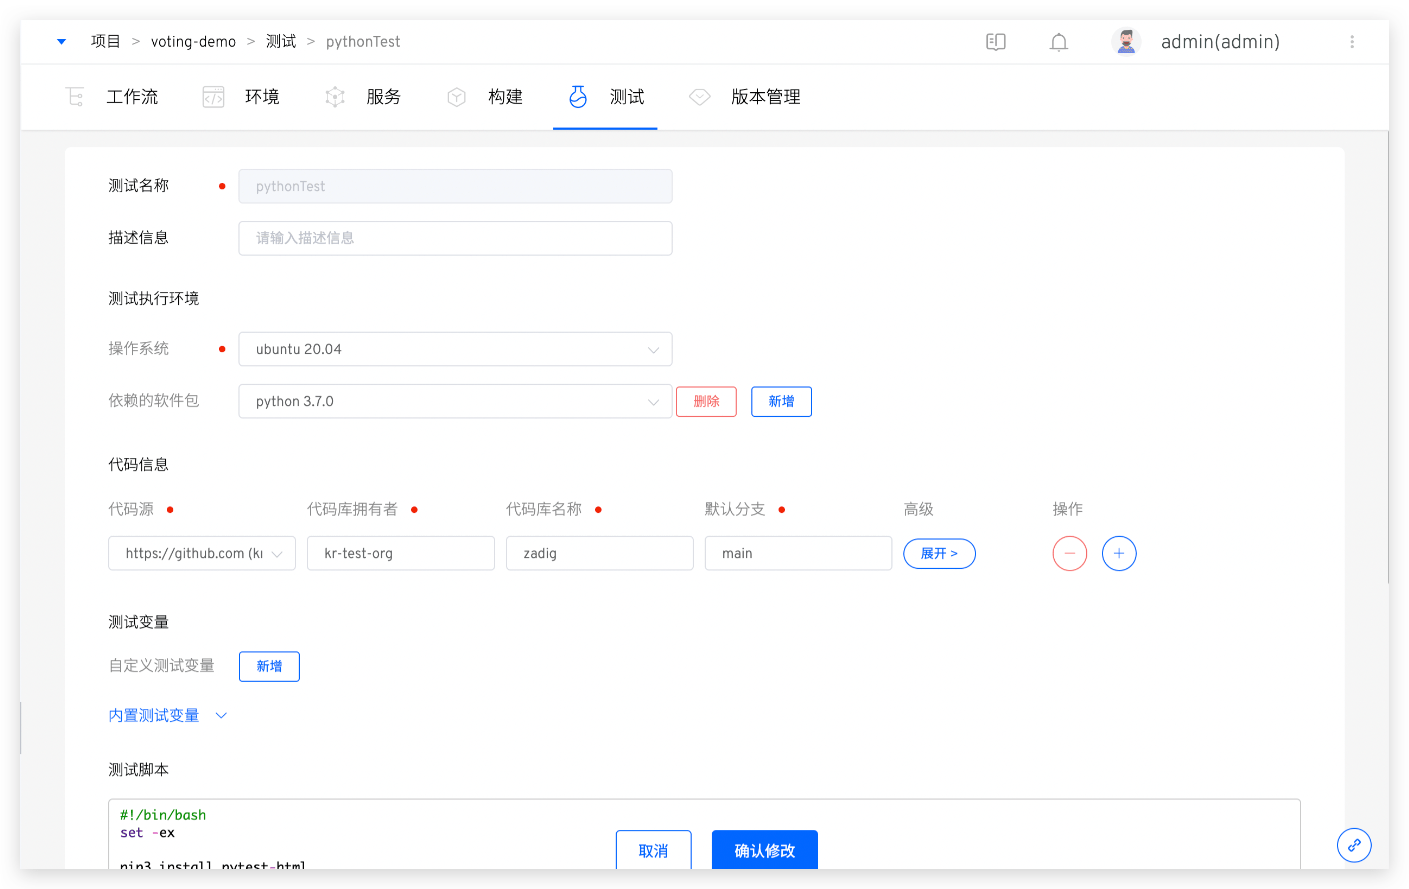 项目 > voting-demo > 测试 > pythonTest
admin(admin)
工作流 环境 服务 构建 测试 版本管理
测试名称 pythonTest
描述信息 请输入描述信息
测试执行环境
操作系统 ubuntu 20.04
依赖的软件包 python 3.7.0 删除 新增
代码信息
代码源 代码库拥有者 代码库名称 默认分支 高级 操作
https://github.com (kr kr-test-org zadig main 展开 >
测试变量
自定义测试变量 新增
内置测试变量
测试脚本
#!/bin/bash
set -ex
pip3 install pytest-html
取消 确认修改